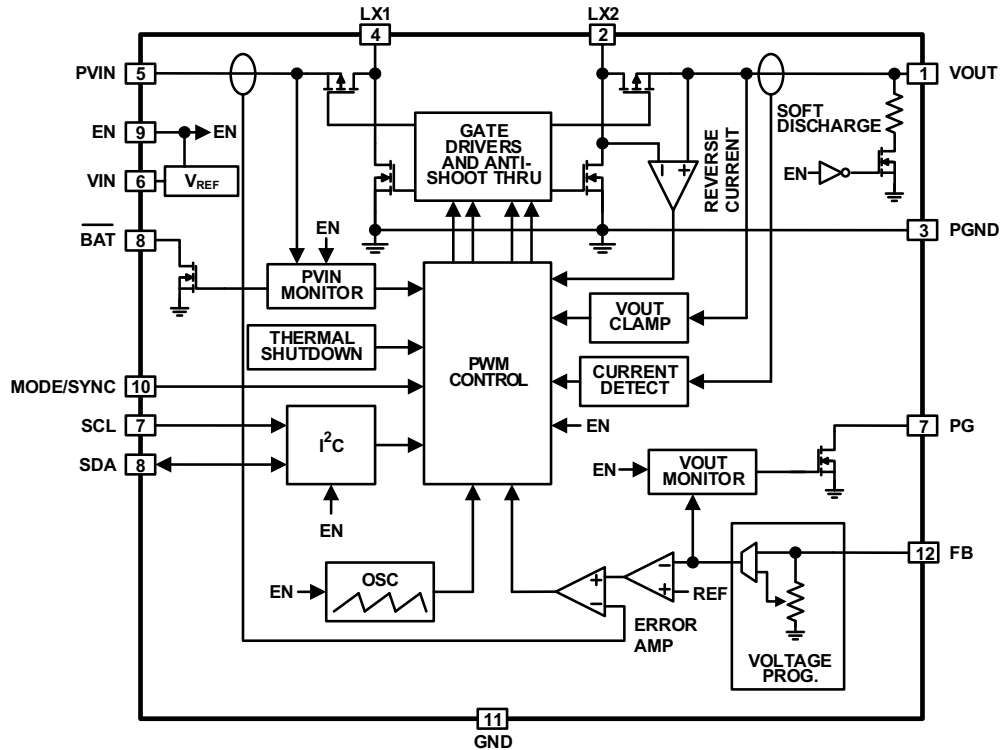 LX1
LX2
4
2
PVIN
5
1
VOUT
EN
9
EN
VIN
6
VREF
GATE
DRIVERS
AND ANTI-
SHOOT THRU
– +
REVERSE
CURRENT
SOFT
DISCHARGE
EN
BAT
8
3
PGND
EN
PVIN
MONITOR
THERMAL
SHUTDOWN
PWM
CONTROL
VOUT
CLAMP
CURRENT
DETECT
MODE/SYNC
10
SCL
7
SDA
8
I2C
EN
EN
7
PG
EN
VOUT
MONITOR
12
FB
EN
OSC
+
–
–
+
REF
ERROR
AMP
VOLTAGE
PROG.
11
GND